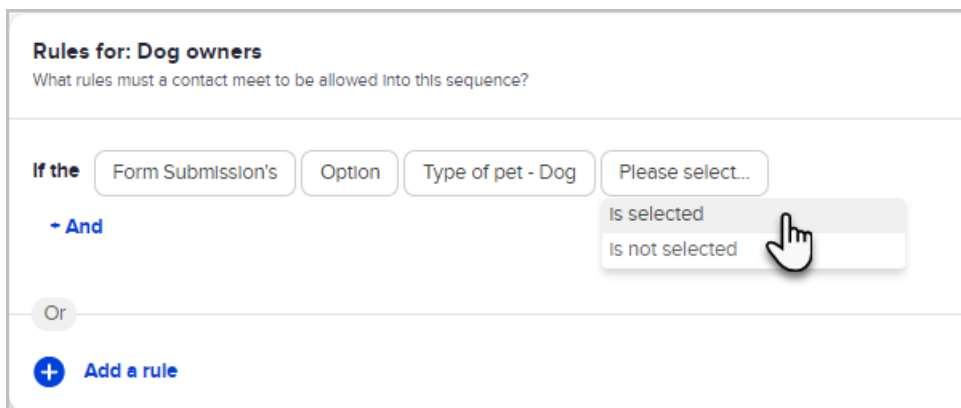 Rules for: Dog owners
What rules must a contact meet to be allowed into this sequence?
If the Form Submission's Option Type of pet - Dog Please select...
Is selected
+ And
Is not selected
Or
Add a rule